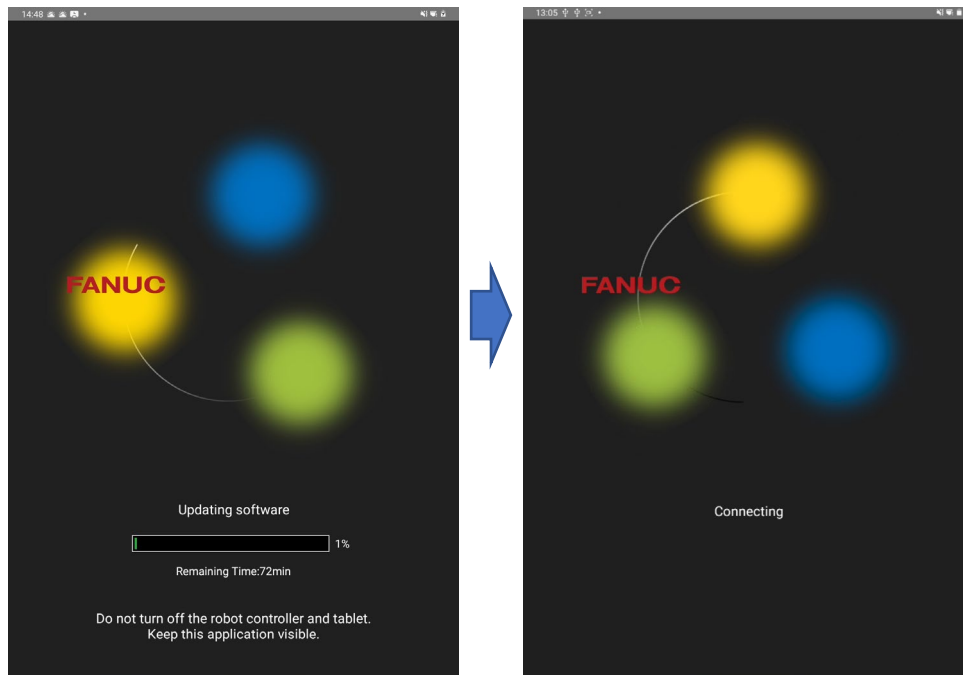 14:48
FANUC
Updating software
1%
Remaining Time:72min
Do not turn off the robot controller and tablet.
Keep this application visible.
13:05
FANUC
Connecting